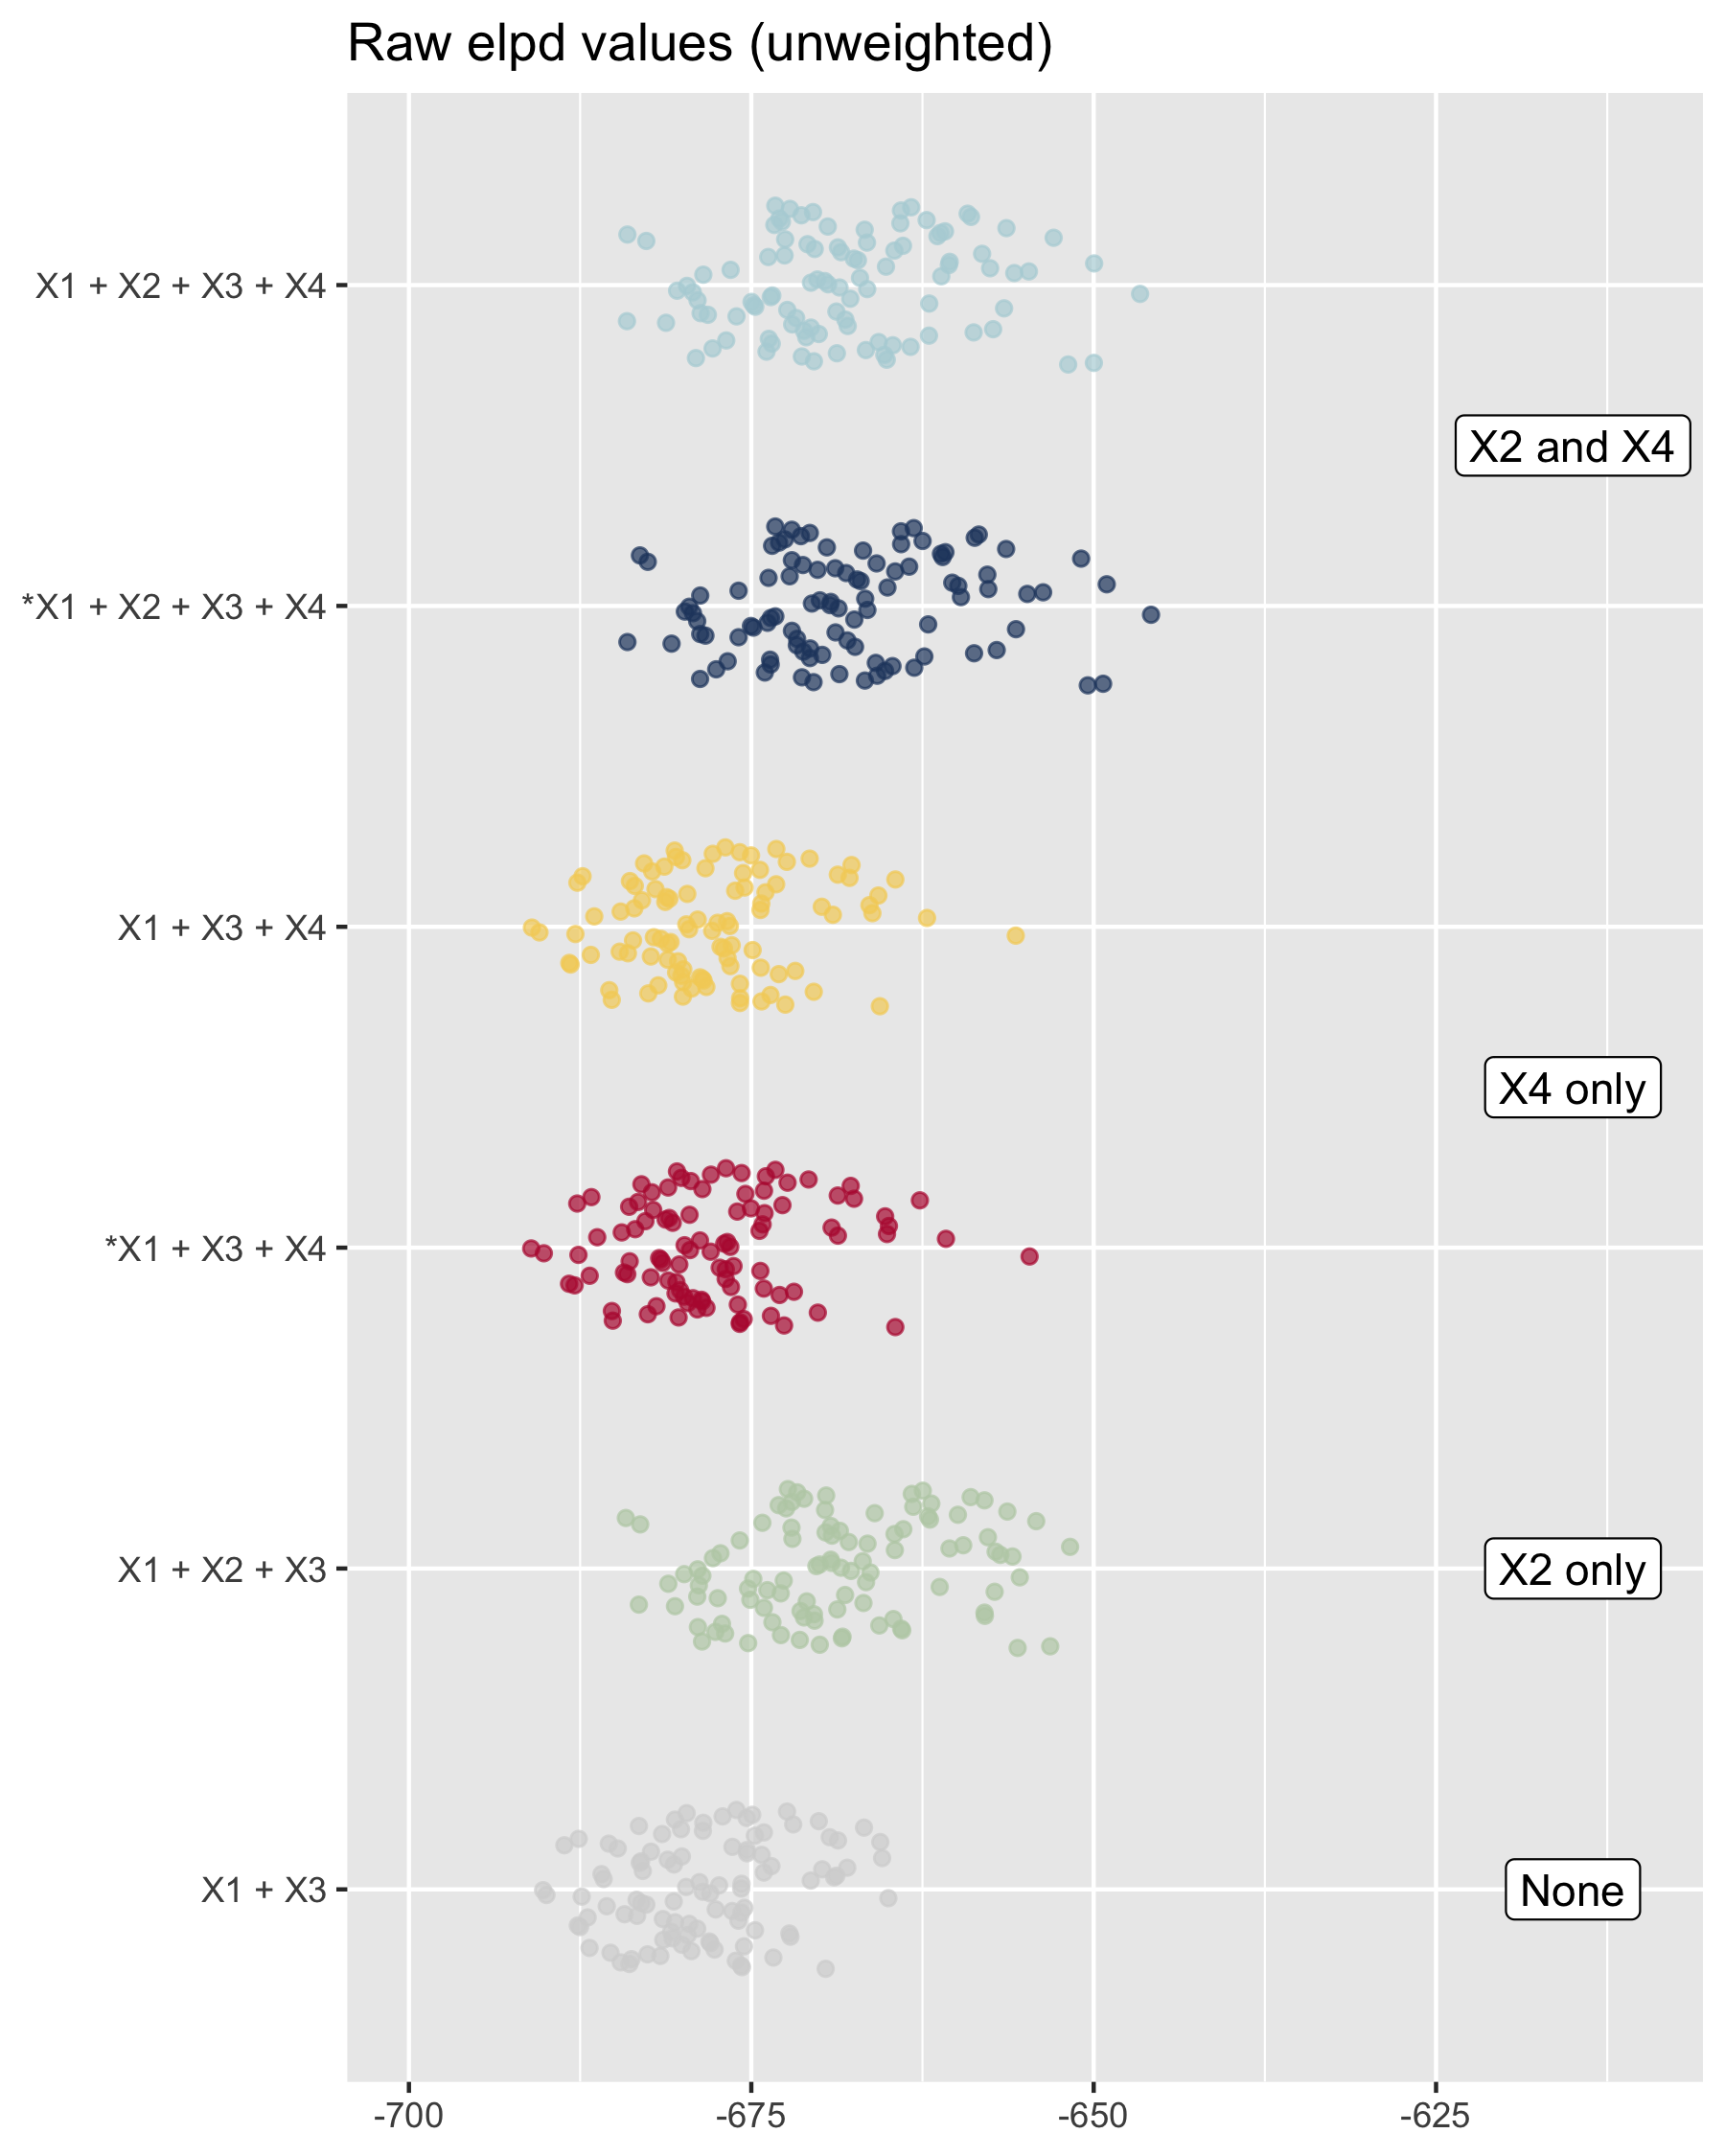 Raw elpd values (unweighted)
X1 + X2 + X3 + X4
X2 and X4
*X1 + X2 + X3 + X4
X1 + X3 + X4
X4 only
*X1 + X3 + X4
X1 + X2 + X3
X2 only
X1 + X3
None
-700
-675
-650
-625